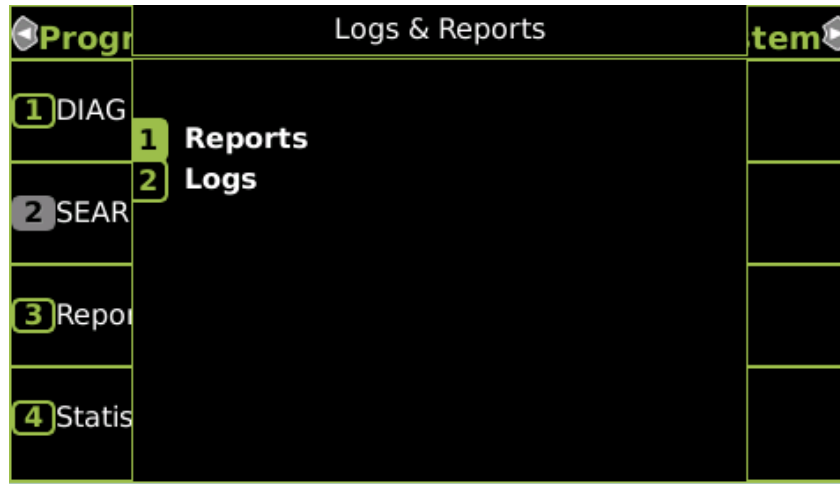 Progr
Logs & Reports
tem
1 DIAG
2 SEAR
3 Repor
4 Statis
1 Reports
2 Logs